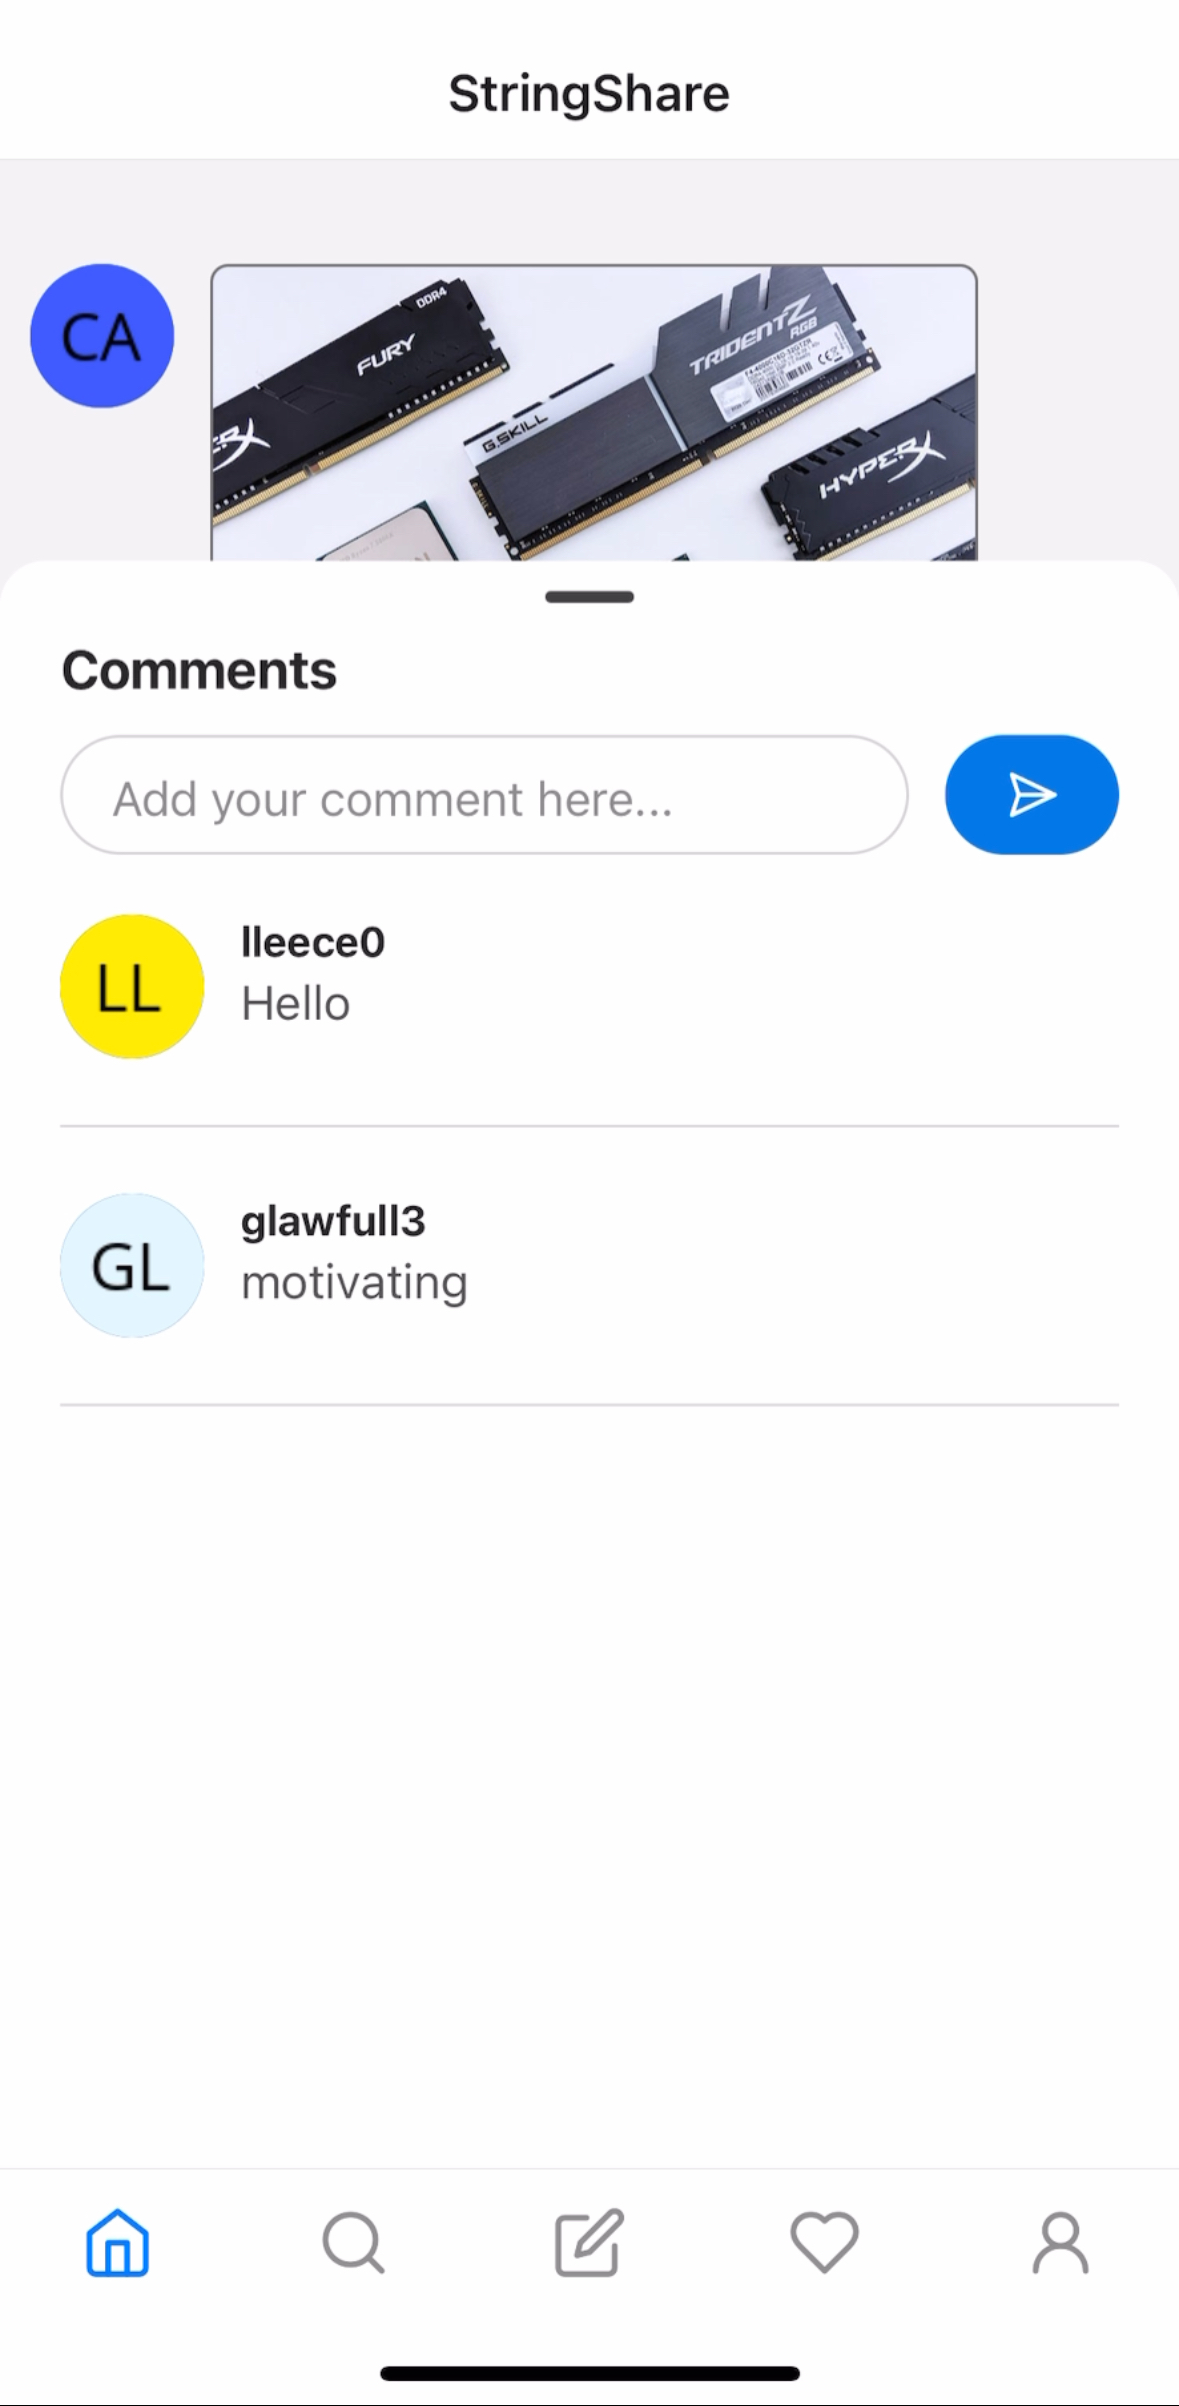 StringShare
CA
DDR4
FURY
TRIDENTZ
RGB
G.SKILL
HYPERX
Comments
Add your comment here...
LL
lleece0
Hello
GL
glawfull3
motivating